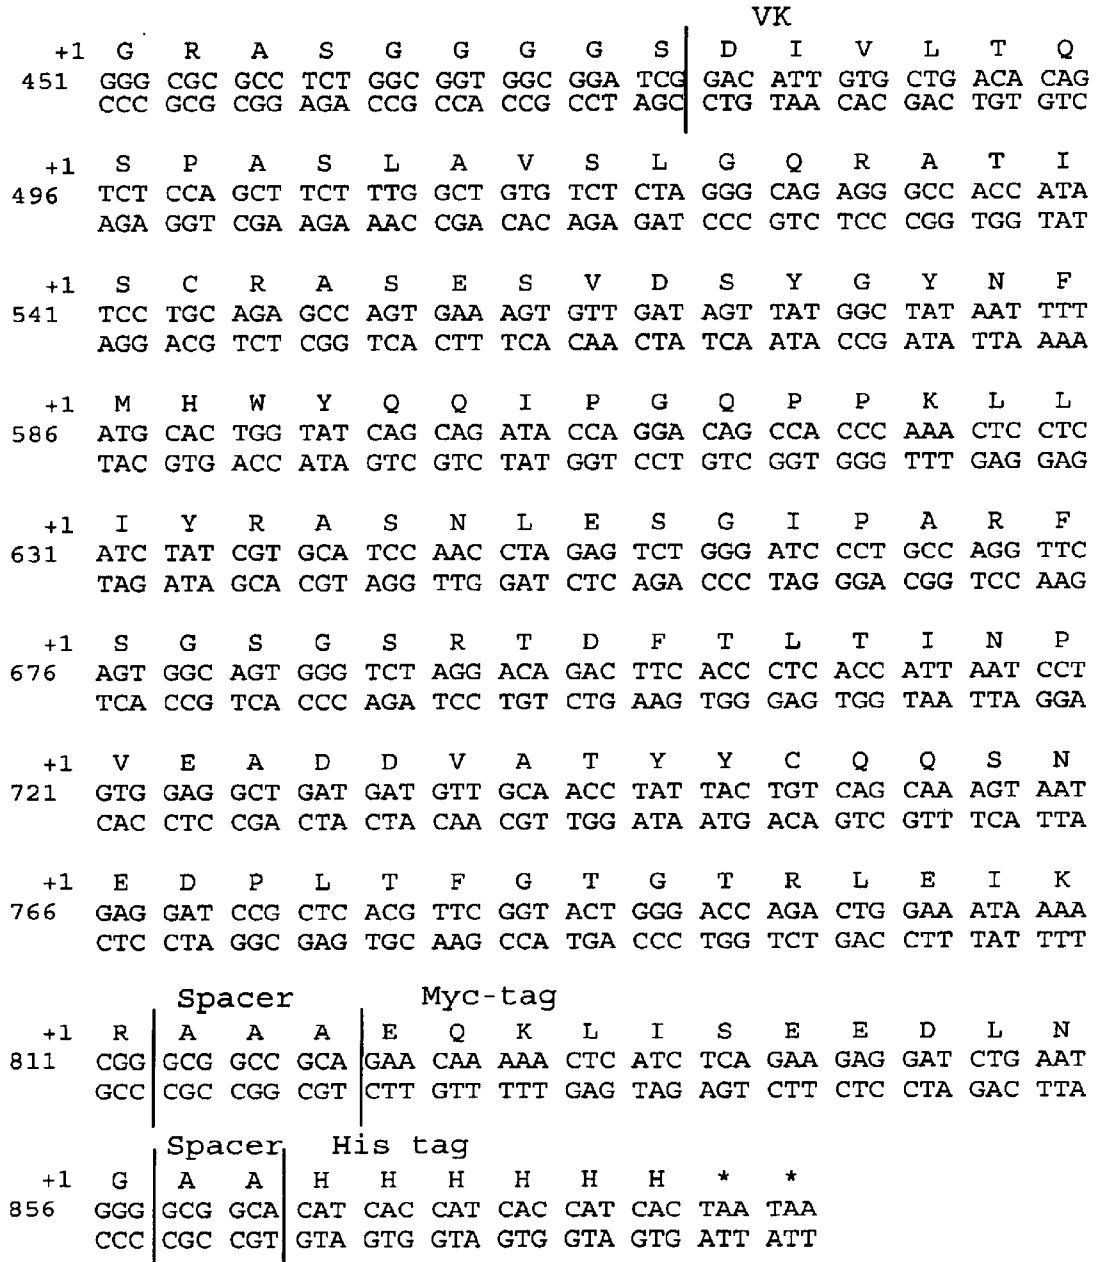 VK
+1 G R A S G G G G S D I V L T Q
451 GGG CGC GCC TCT GGC GGT GGC GGA TCG GAC ATT GTG CTG ACA CAG
CCC GCG CGG AGA CCG CCA CCG CCT AGC CTG TAA CAC GAC TGT GTC
+1 S P A S L A V S L G Q R A T I
496 TCT CCA GCT TCT TTG GCT GTG TCT CTA GGG CAG AGG GCC ACC ATA
AGA GGT CGA AGA AAC CGA CAC AGA GAT CCC GTC TCC CGG TGG TAT
+1 S C R A S E S V D S Y G Y N F
541 TCC TGC AGA GCC AGT GAA AGT GTT GAT AGT TAT GGC TAT AAT TTT
AGG ACG TCT CGG TCA CTT TCA CAA CTA TCA ATA CCG ATA TTA AAA
+1 M H W Y Q Q I P G Q P P K L L
586 ATG CAC TGG TAT CAG CAG ATA CCA GGA CAG CCA CCC AAA CTC CTC
TAC GTG ACC ATA GTC GTC TAT GGT CCT GTC GGT GGG TTT GAG GAG
+1 I Y R A S N L E S G I P A R F
631 ATC TAT CGT GCA TCC AAC CTA GAG TCT GGG ATC CCT GCC AGG TTC
TAG ATA GCA CGT AGG TTG GAT CTC AGA CCC TAG GGA CGG TCC AAG
+1 S G S G S R T D F T L T I N P
676 AGT GGC AGT GGG TCT AGG ACA GAC TTC ACC CTC ACC ATT AAT CCT
TCA CCG TCA CCC AGA TCC TGT CTG AAG TGG GAG TGG TAA TTA GGA
+1 V E A D D V A T Y Y C Q Q S N
721 GTG GAG GCT GAT GAT GTT GCA ACC TAT TAC TGT CAG CAA AGT AAT
CAC CTC CGA CTA CTA CAA CGT TGG ATA ATG ACA GTC GTT TCA TTA
+1 E D P L T F G T G T R L E I K
766 GAG GAT CCG CTC ACG TTC GGT ACT GGG ACC AGA CTG GAA ATA AAA
CTC CTA GGC GAG TGC AAG CCA TGA CCC TGG TCT GAC CTT TAT TTT
Spacer Myc-tag
+1 R A A A E Q K L I S E E D L N
811 CGG GCG GCC GCA GAA CAA AAA CTC ATC TCA GAA GAG GAT CTG AAT
GCC CGC CGG CGT CTT GTT TTT GAG TAG AGT CTT CTC CTA GAC TTA
Spacer His tag
+1 G A A H H H H H H * *
856 GGG GCG GCA CAT CAC CAT CAC CAT CAC TAA TAA
CCC CGC CGT GTA GTG GTA GTG GTA GTG ATT ATT